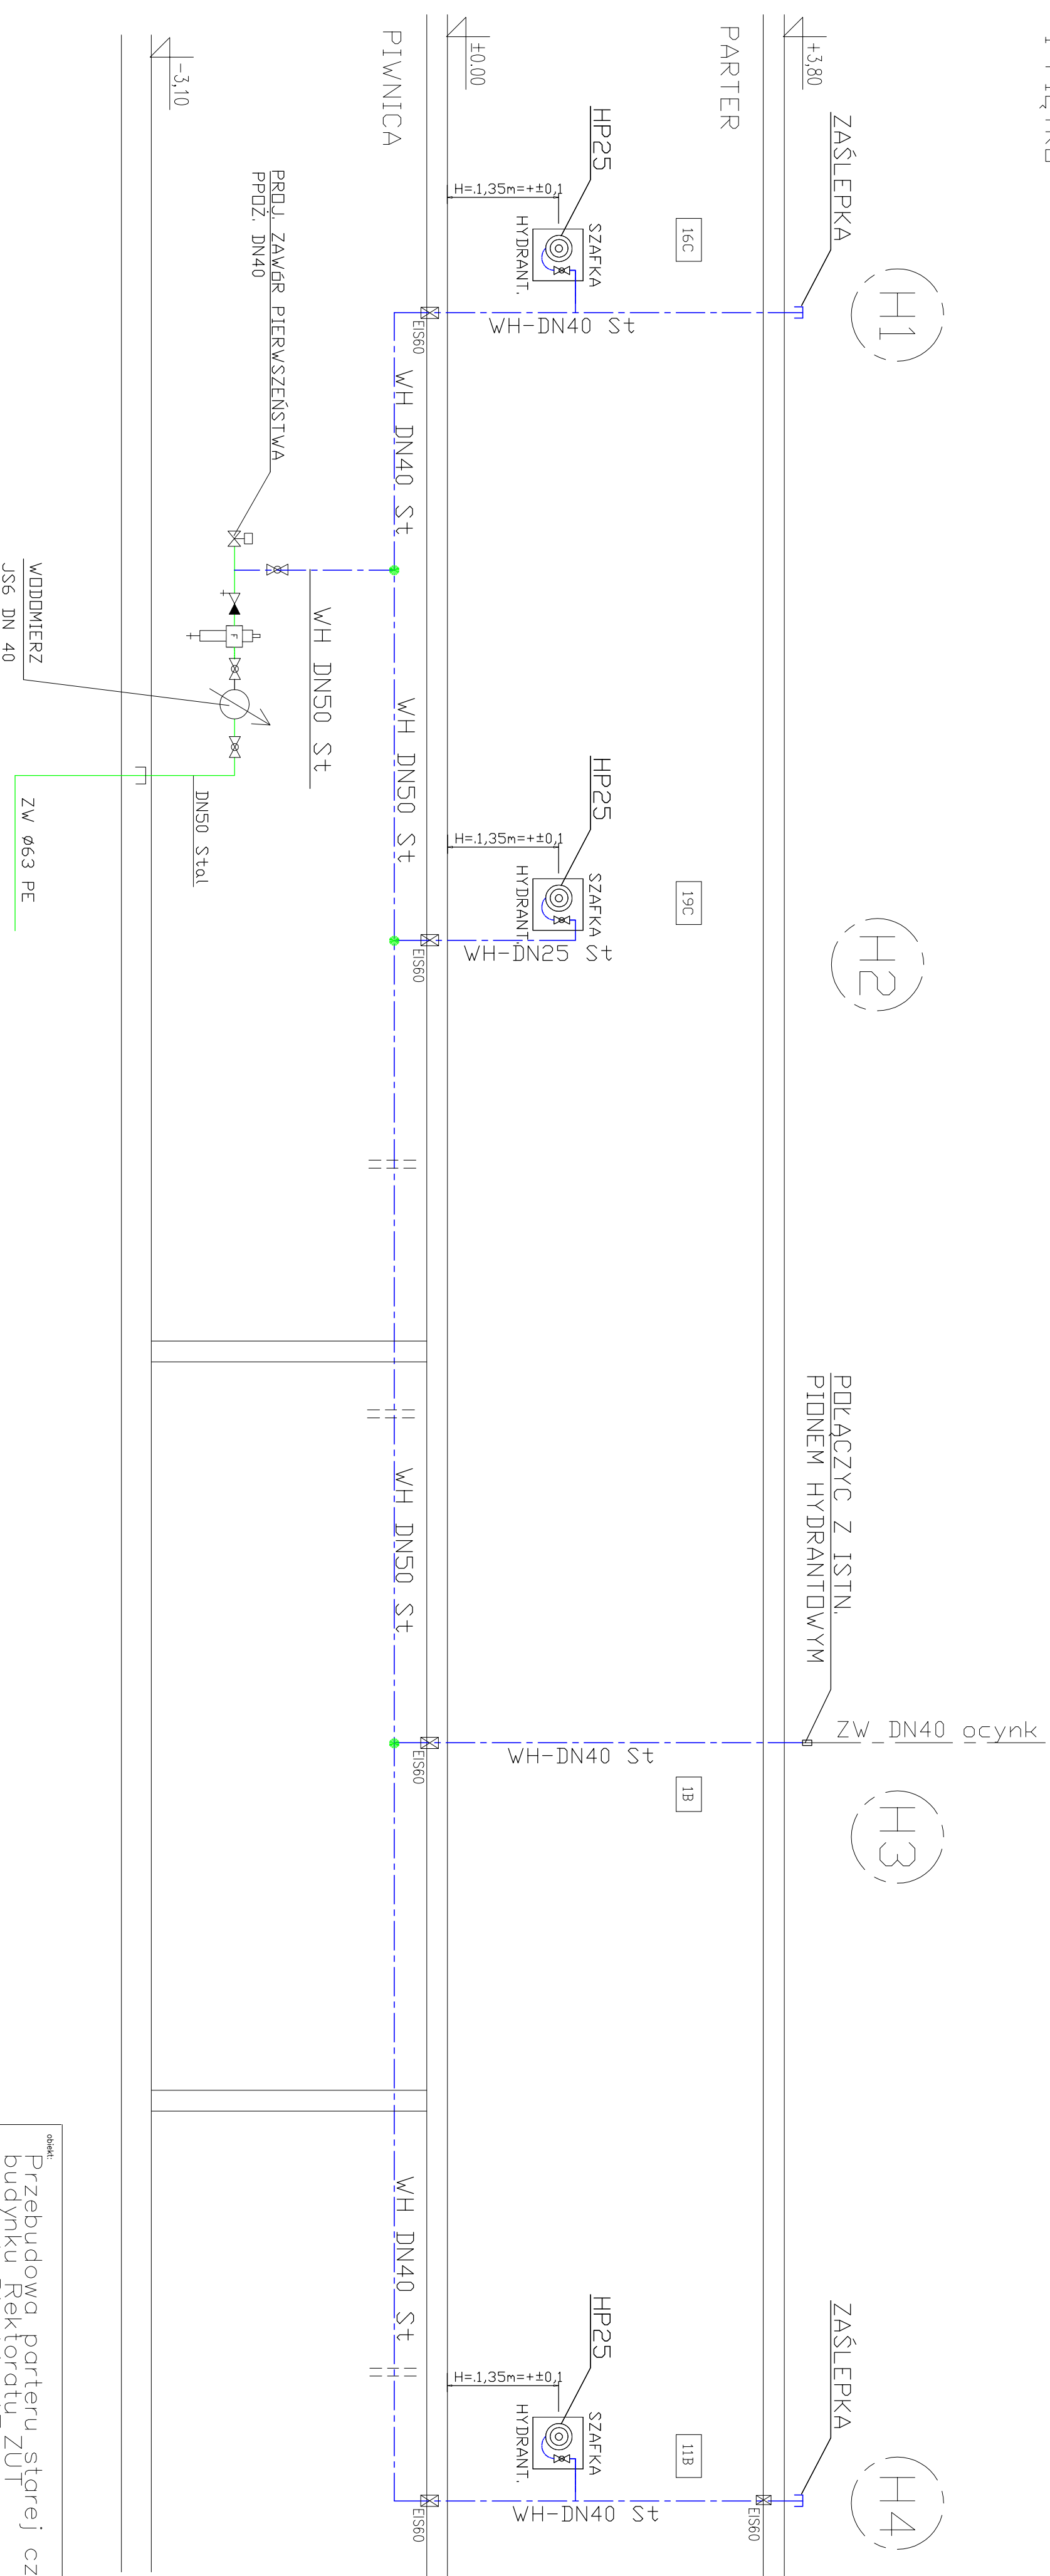 +3,80
PARTER
±0.00
PIWNICA
-3,10
ZAŚLEPKA
H1
HP25
H=.1,35m=+±0,1
SZAFKA
HYDRANT.
16C
WH-DN40 St
EIS60
WH DN40 St
PROJ. ZAWÓR PIERWSZEŃSTWA
PPOŻ. DN40
WH DN50 St
F
WODOMIERZ
JS6 DN 40
DN50 Stal
ZW Ø63 PE
WH DN50 St
H2
HP25
H=.1,35m=+±0,1
SZAFKA
HYDRANT.
19C
WH-DN25 St
EIS60
POŁĄCZYC Z ISTN.
PIONEM HYDRANTOWYM
ZW DN40 ocynk
H3
WH DN50 St
WH-DN40 St
EIS60
1B
ZAŚLEPKA
H4
HP25
H=.1,35m=+±0,1
SZAFKA
HYDRANT.
11B
WH DN40 St
WH-DN40 St
EIS60
EIS60
obiekt:
Przebudowa parteru starej cz
budynku Rektoratu ZUT